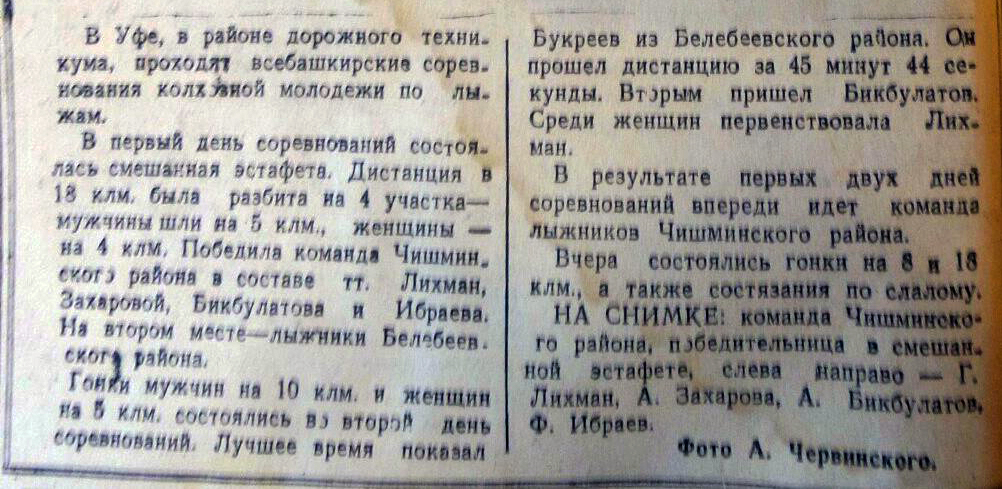 В Уфе, в районе дорожного техни-
кума, проходят всебашкирские сорев-
нования колхозной молодежи по лы-
жам.
В первый день соревнований состоя-
лась смешанная эстафета. Дистанция в
18 клм. была разбита на 4 участка—
мужчины шли на 5 клм., женщины —
на 4 клм. Победила команда Чишмин-
ского района в составе тт. Лихман,
Захаровой, Бикбулатова и Ибраева.
На втором месте—лыжники Белебеев-
ского района.
Гонки мужчин на 10 клм. и женщин
на 5 клм. состоялись во второй день
соревнований. Лучшее время показал
Букреев из Белебеевского района. Он
прошел дистанцию за 45 минут 44 се-
кунды. Вторым пришел Бикбулатов.
Среди женщин первенствовала Лих-
ман.
В результате первых двух дней
соревнований впереди идет команда
лыжников Чишминского района.
Вчера состоялись гонки на 8 и 18
клм., а также состязания по слалому.
НА СНИМКЕ: команда Чишминско-
го района, победительница в смешан-
ной эстафете, слева направо — Г.
Лихман, А. Захарова, А. Бикбулатов,
Ф. Ибраев.
Фото А. Червинского.